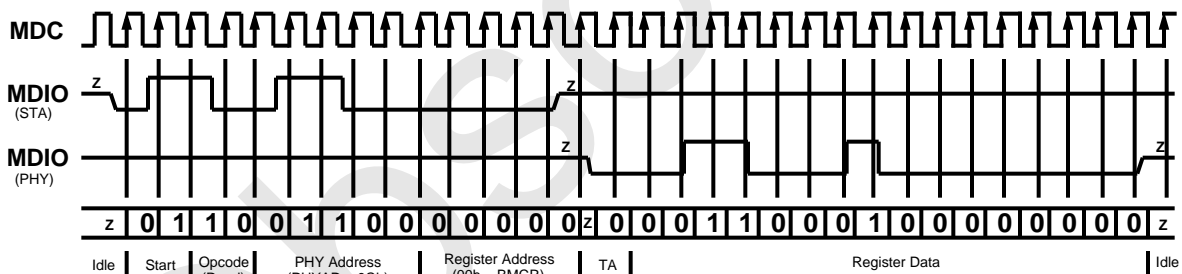 MDC
z
z
MDIO
(STA)
z
z
MDIO
(PHY)
z 0 1 1 0 0 1 1 0 0 0 0 0 0 0 z 0 0 0 1 1 0 0 0 1 0 0 0 0 0 0 0 0 z
Idle Start Opcode PHY Address Register Address TA Register Data Idle